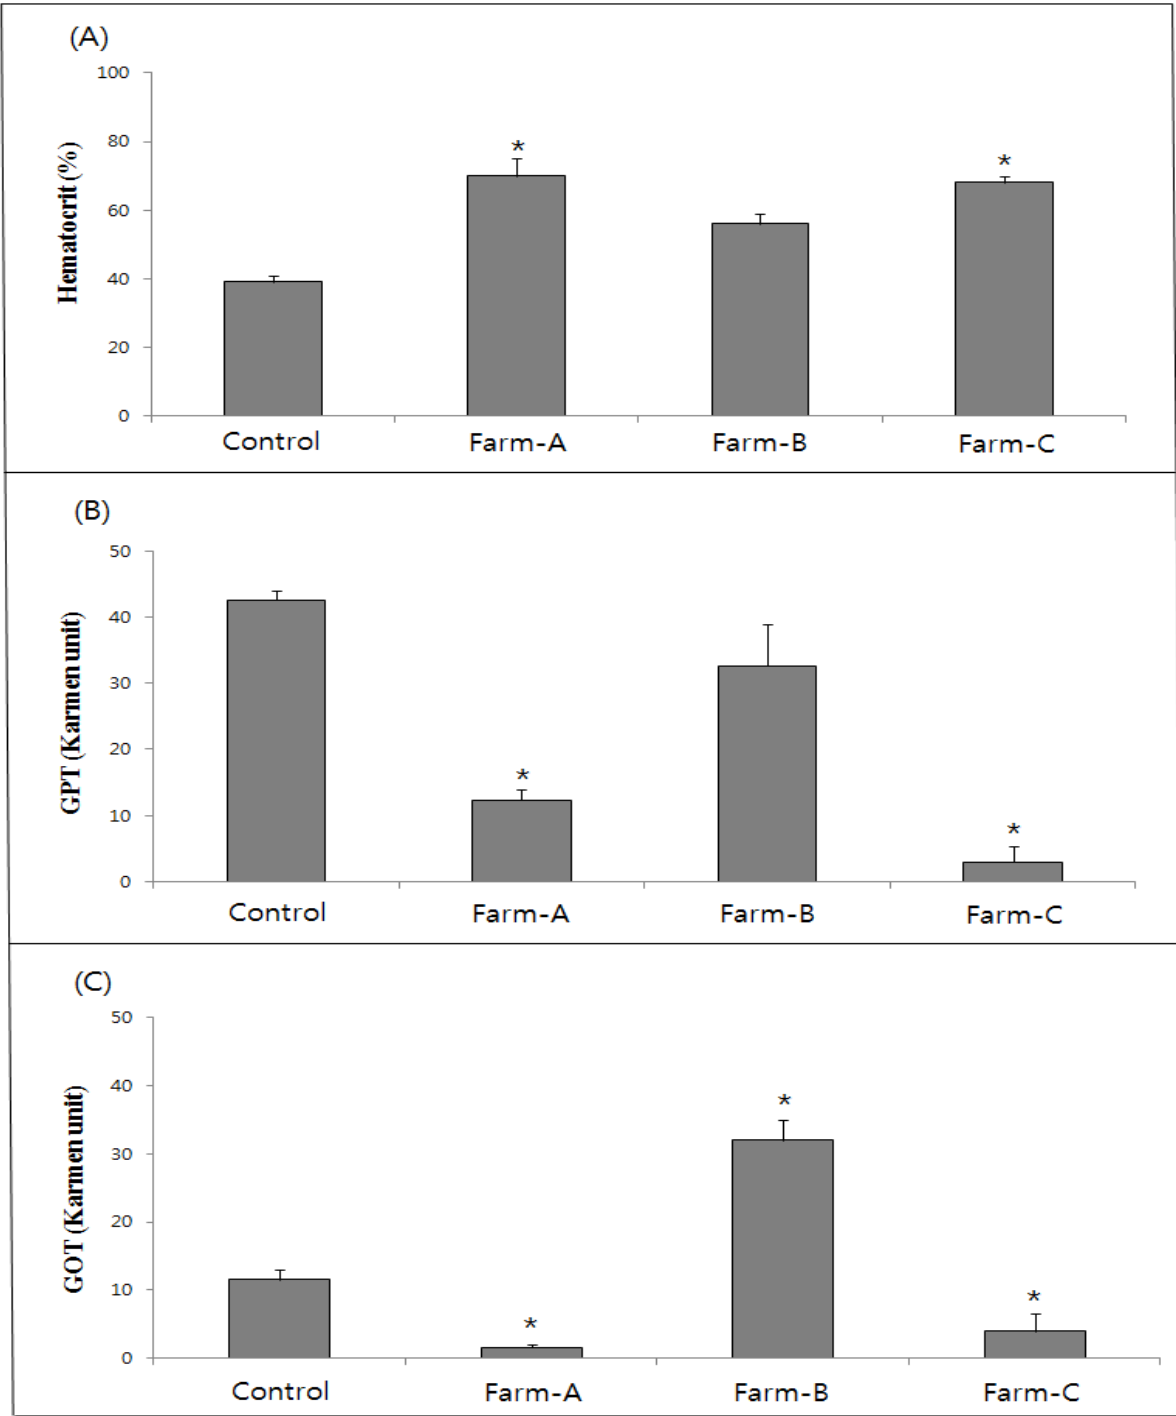 (A)
Hematocrit (%)
100
80
60
40
20
0
*
*
Control Farm-A Farm-B Farm-C
(B)
GPT (Karmen unit)
50
40
30
20
10
0
*
*
Control Farm-A Farm-B Farm-C
(C)
GOT (Karmen unit)
50
40
30
20
10
0
*
*
*
Control Farm-A Farm-B Farm-C